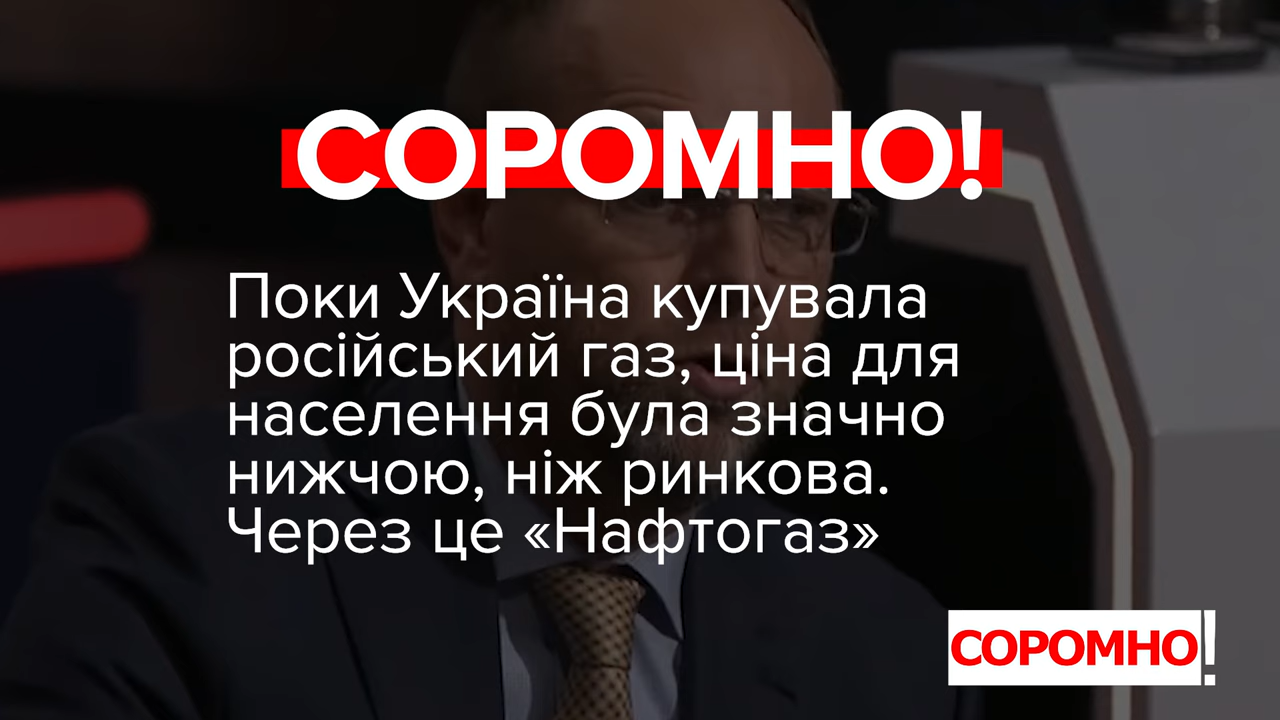 СОРОМНО!
Поки Україна купувала
російський газ, ціна для
населення була значно
нижчою, ніж ринкова.
Через це «Нафтогаз»
СОРОМНО!